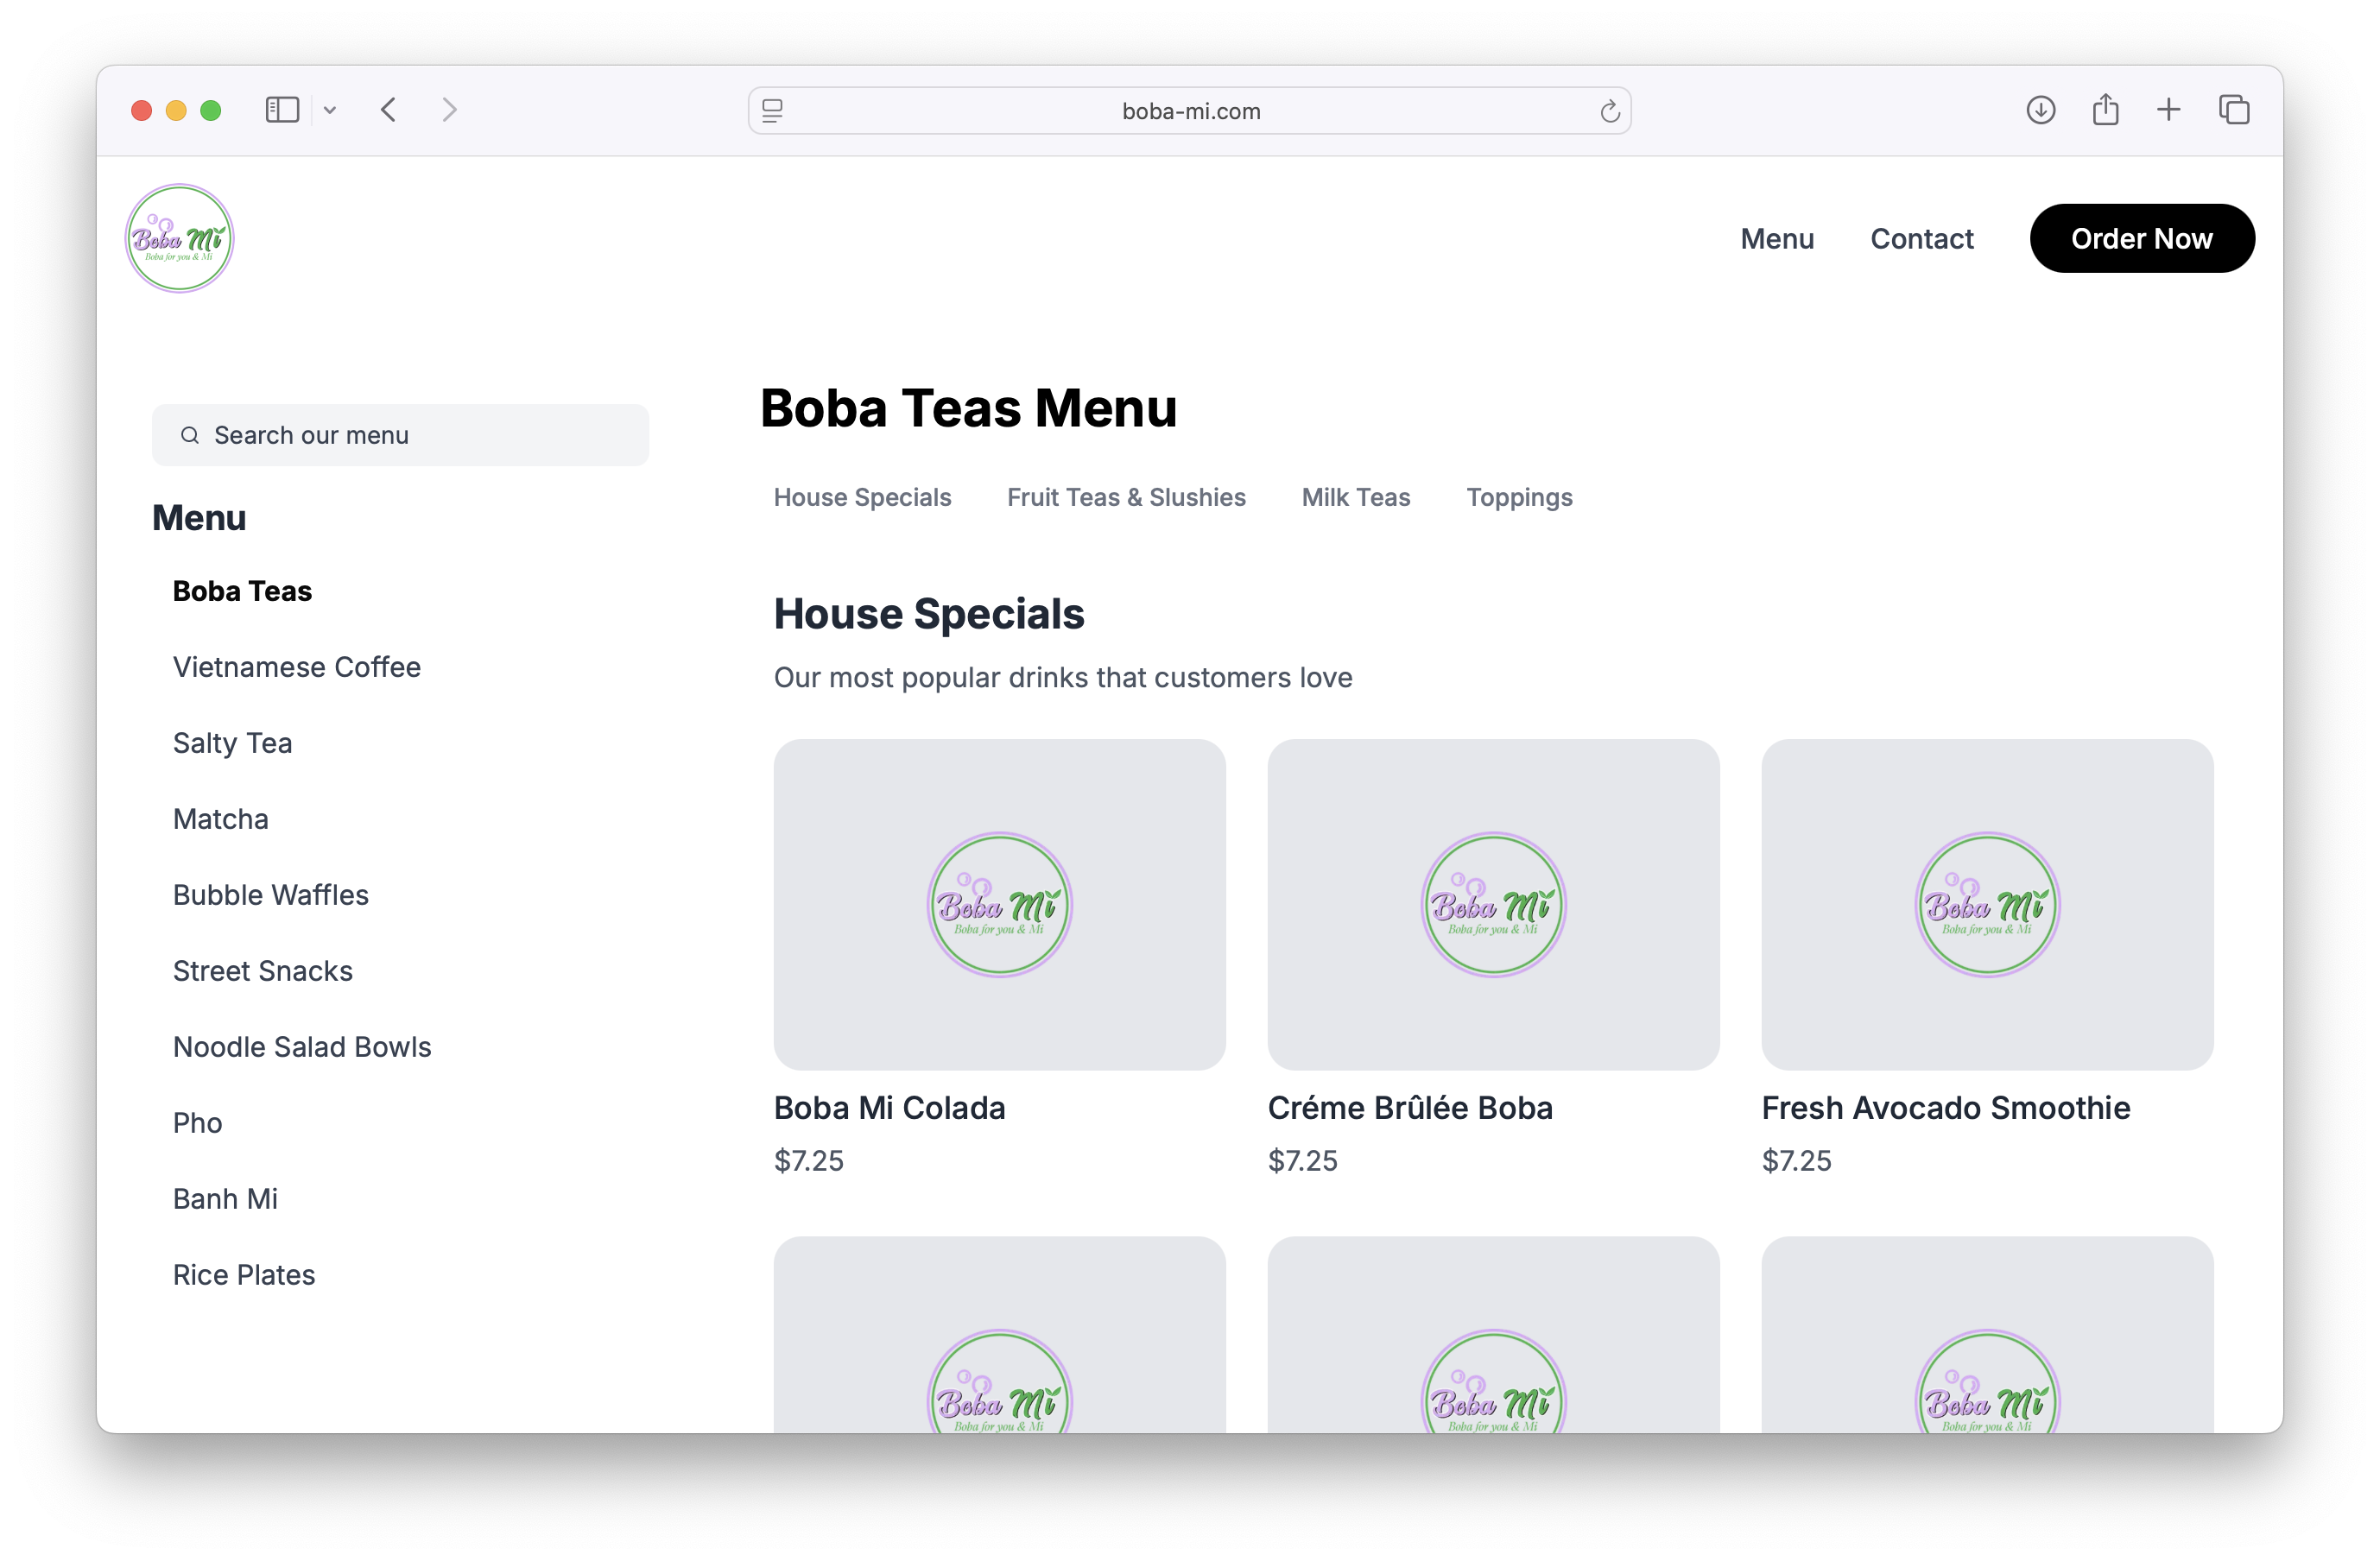 boba-mi.com
Boba Mi
Boba for you & Mi
Menu
Contact
Order Now
Search our menu
Menu
Boba Teas
Vietnamese Coffee
Salty Tea
Matcha
Bubble Waffles
Street Snacks
Noodle Salad Bowls
Pho
Banh Mi
Rice Plates
Boba Teas Menu
House Specials
Fruit Teas & Slushies
Milk Teas
Toppings
House Specials
Our most popular drinks that customers love
Boba Mi
Boba for you & Mi
Boba Mi Colada
$7.25
Boba Mi
Boba for you & Mi
Créme Brûlée Boba
$7.25
Boba Mi
Boba for you & Mi
Fresh Avocado Smoothie
$7.25
Boba Mi
Boba for you & Mi
Boba Mi
Boba for you & Mi
Boba Mi
Boba for you & Mi